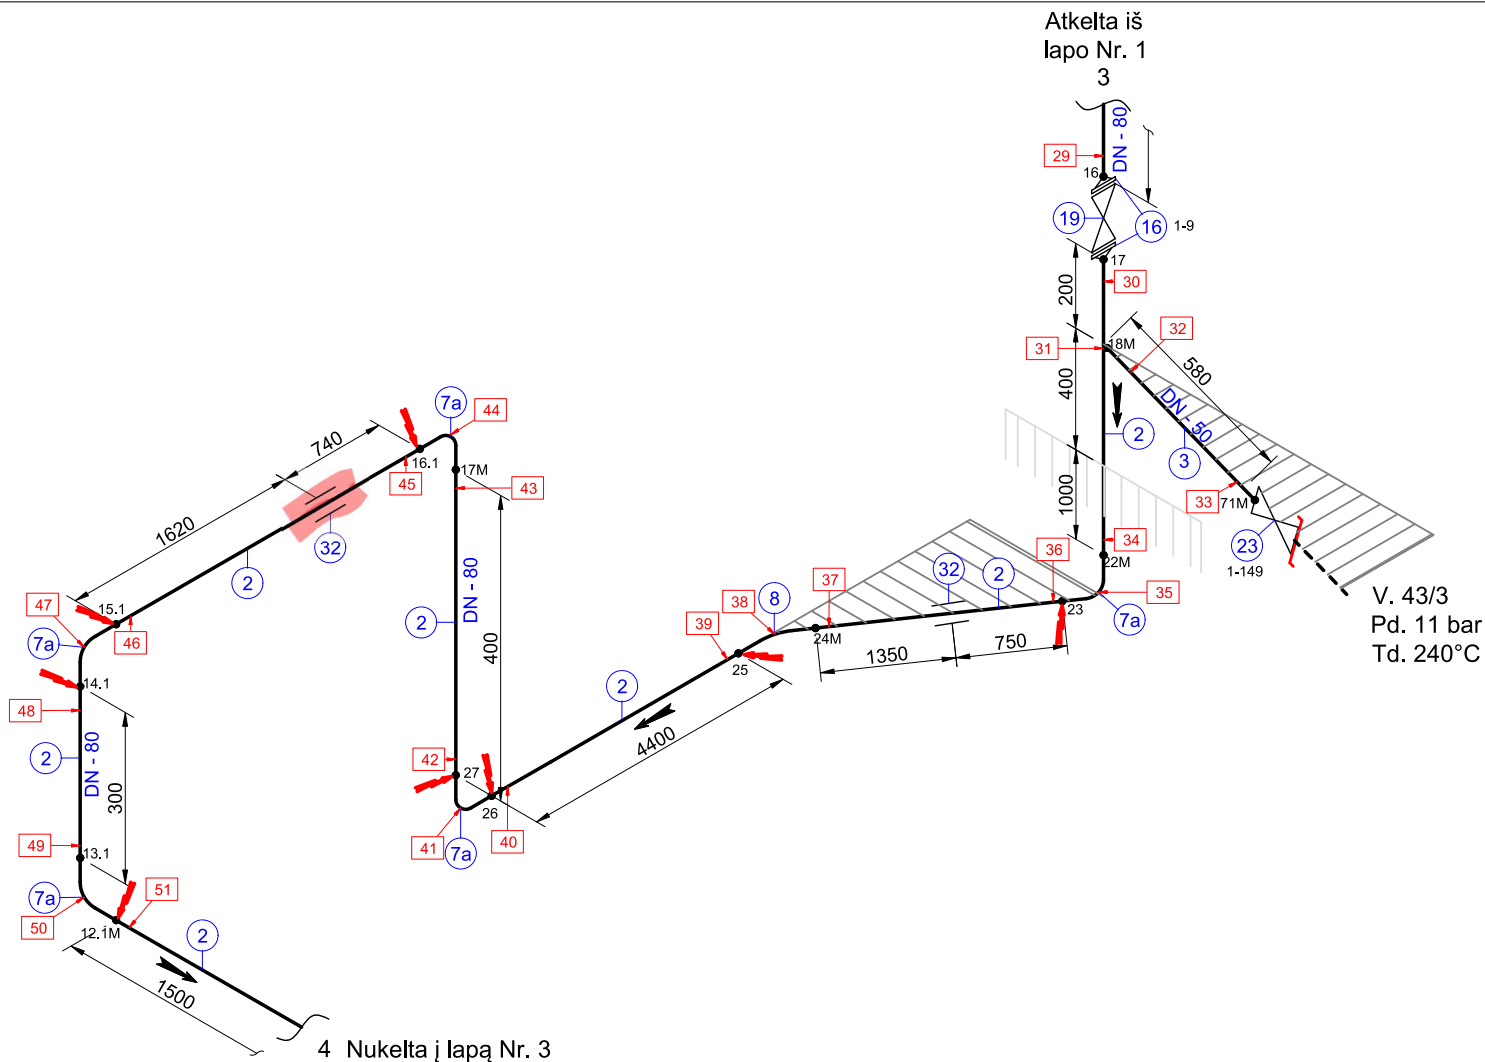 Atkelta iš
lapo Nr. 1
3
DN - 80
29
16
19
16
1-9
17
30
200
31
18M
32
580
400
DN - 50
2
3
1000
33
71M
34
22M
23
1-149
V. 43/3
Pd. 11 bar
Td. 240°C
7a
44
740
16.1
45
17M
43
1620
32
2
DN - 80
2
400
47
15.1
7a
46
14.1
48
2
DN - 80
300
49
13.1
7a
50
51
12.1M
2
1500
42
27
26
41
7a
40
39
38
8
37
32
2
36
23
35
7a
24M
25
1350
750
2
4400
4 Nukelta į lapą Nr. 3